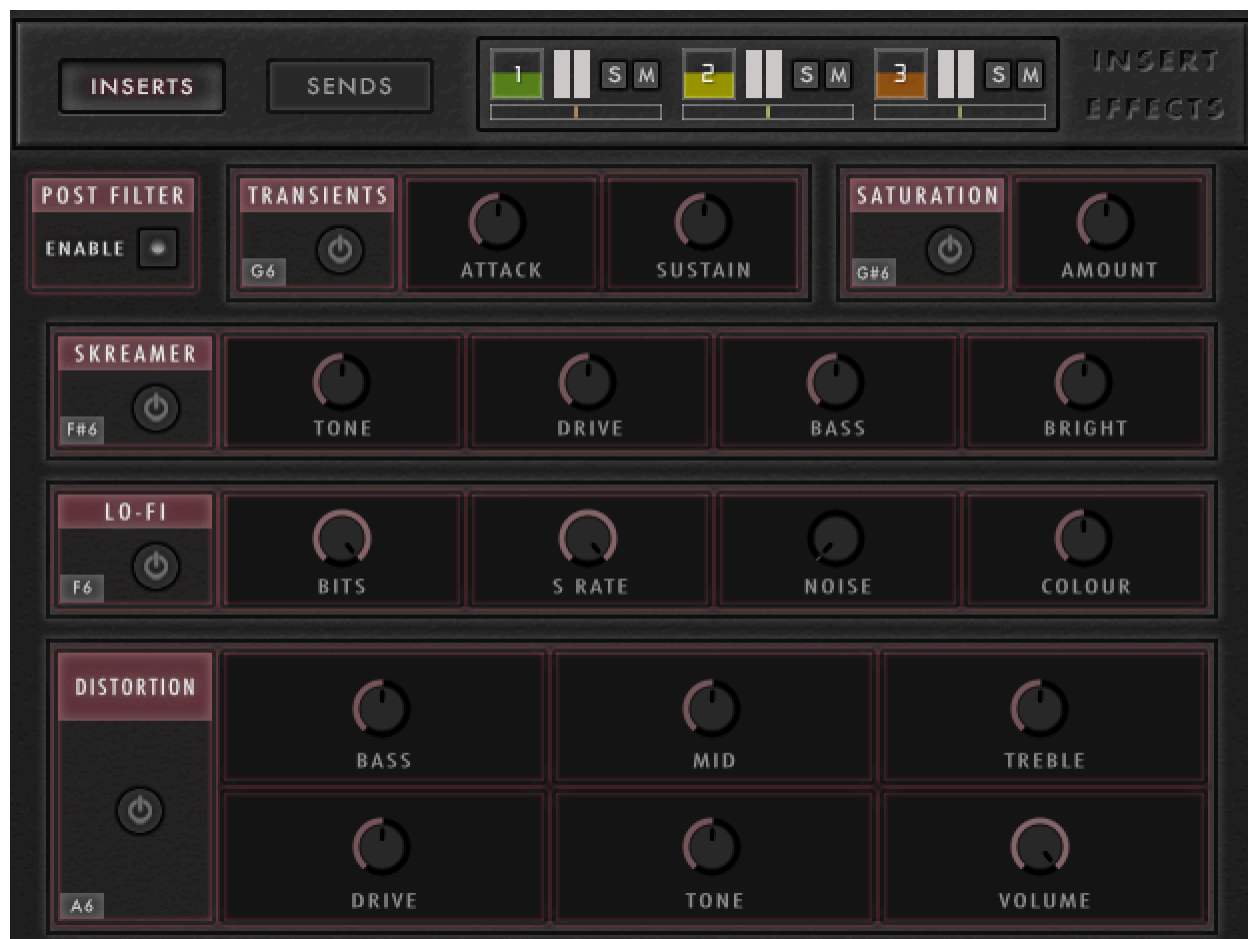 INSERTS SENDS 1 S M 2 S M 3 S M INSERT
EFFECTS
POST FILTER TRANSIENTS SATURATION
ENABLE G6 ATTACK SUSTAIN G#6 AMOUNT
SKREAMER
F#6 TONE DRIVE BASS BRIGHT
LO-FI
F6 BITS S RATE NOISE COLOUR
DISTORTION
BASS MID TREBLE
A6 DRIVE TONE VOLUME